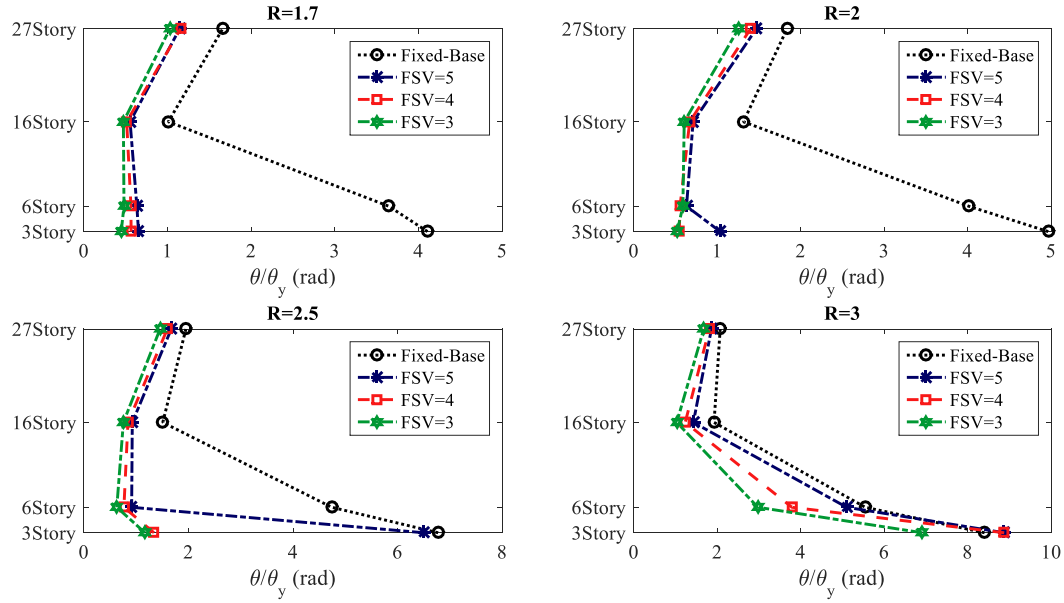 R=1.7
27Story
16Story
6Story
3Story
0 1 2 3 4 5
θ/θy (rad)
Fixed-Base
FSV=5
FSV=4
FSV=3
R=2
27Story
16Story
6Story
3Story
0 1 2 3 4 5
θ/θy (rad)
Fixed-Base
FSV=5
FSV=4
FSV=3
R=2.5
27Story
16Story
6Story
3Story
0 2 4 6 8
θ/θy (rad)
Fixed-Base
FSV=5
FSV=4
FSV=3
R=3
27Story
16Story
6Story
3Story
0 2 4 6 8 10
θ/θy (rad)
Fixed-Base
FSV=5
FSV=4
FSV=3